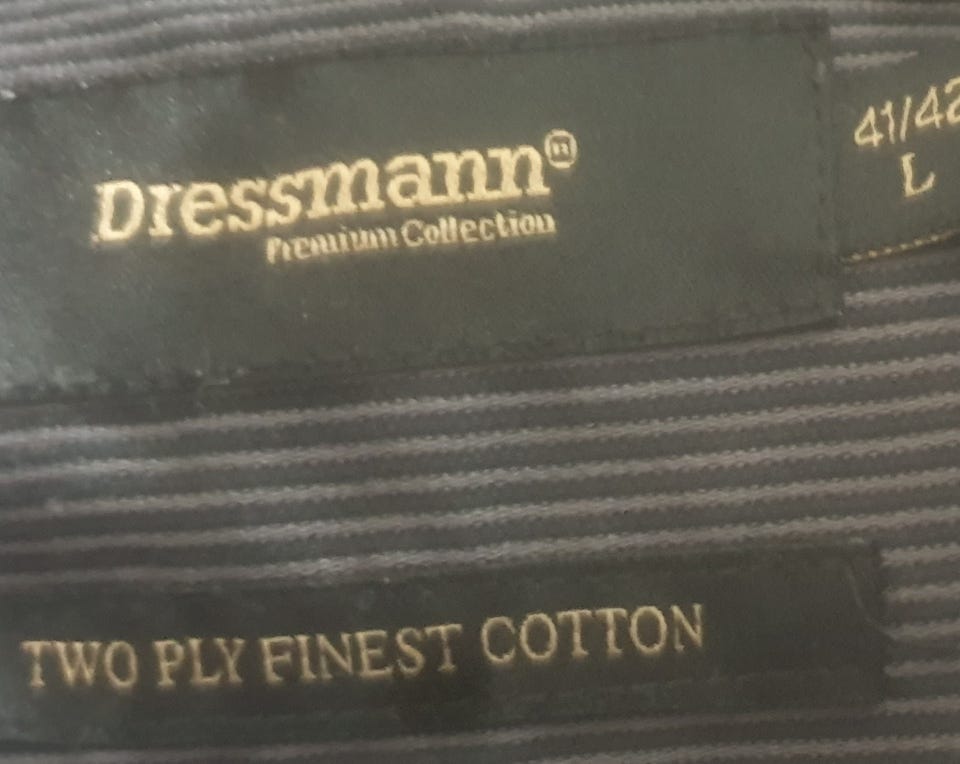 Dressmann®
Premium Collection
41/42
L
TWO PLY FINEST COTTON